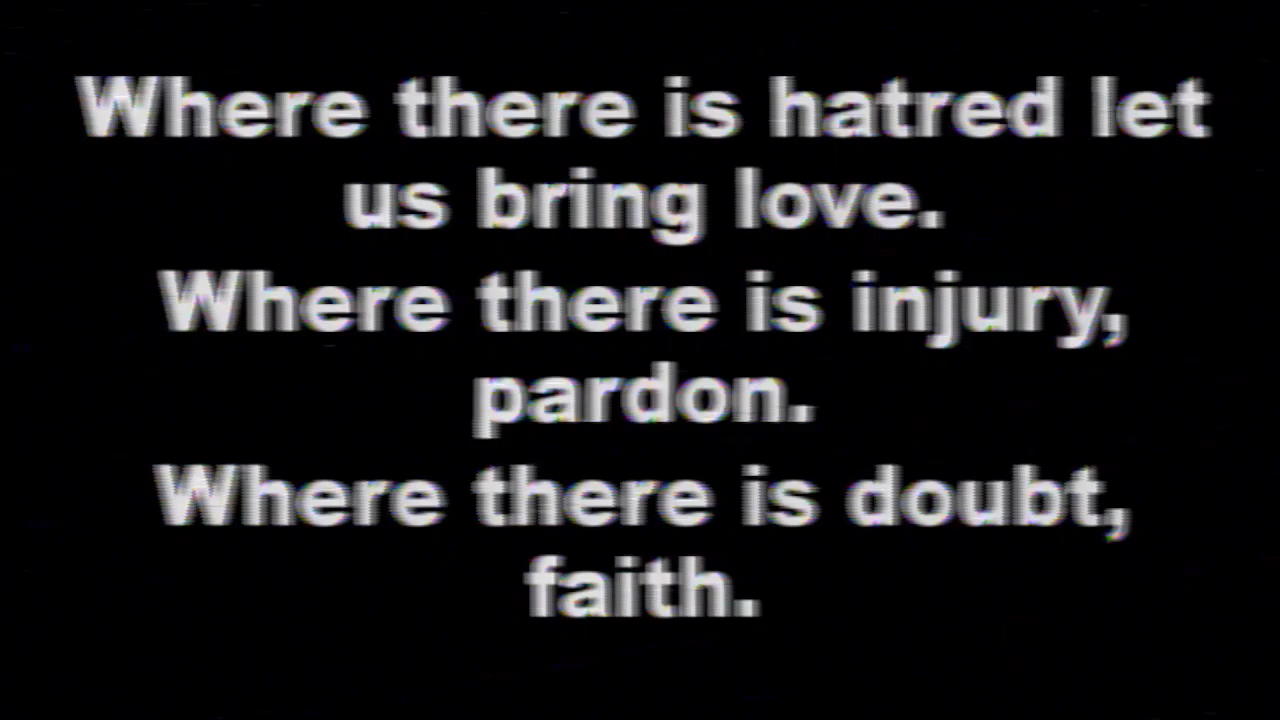 Where there is hatred let
us bring love.
Where there is injury,
pardon.
Where there is doubt,
faith.